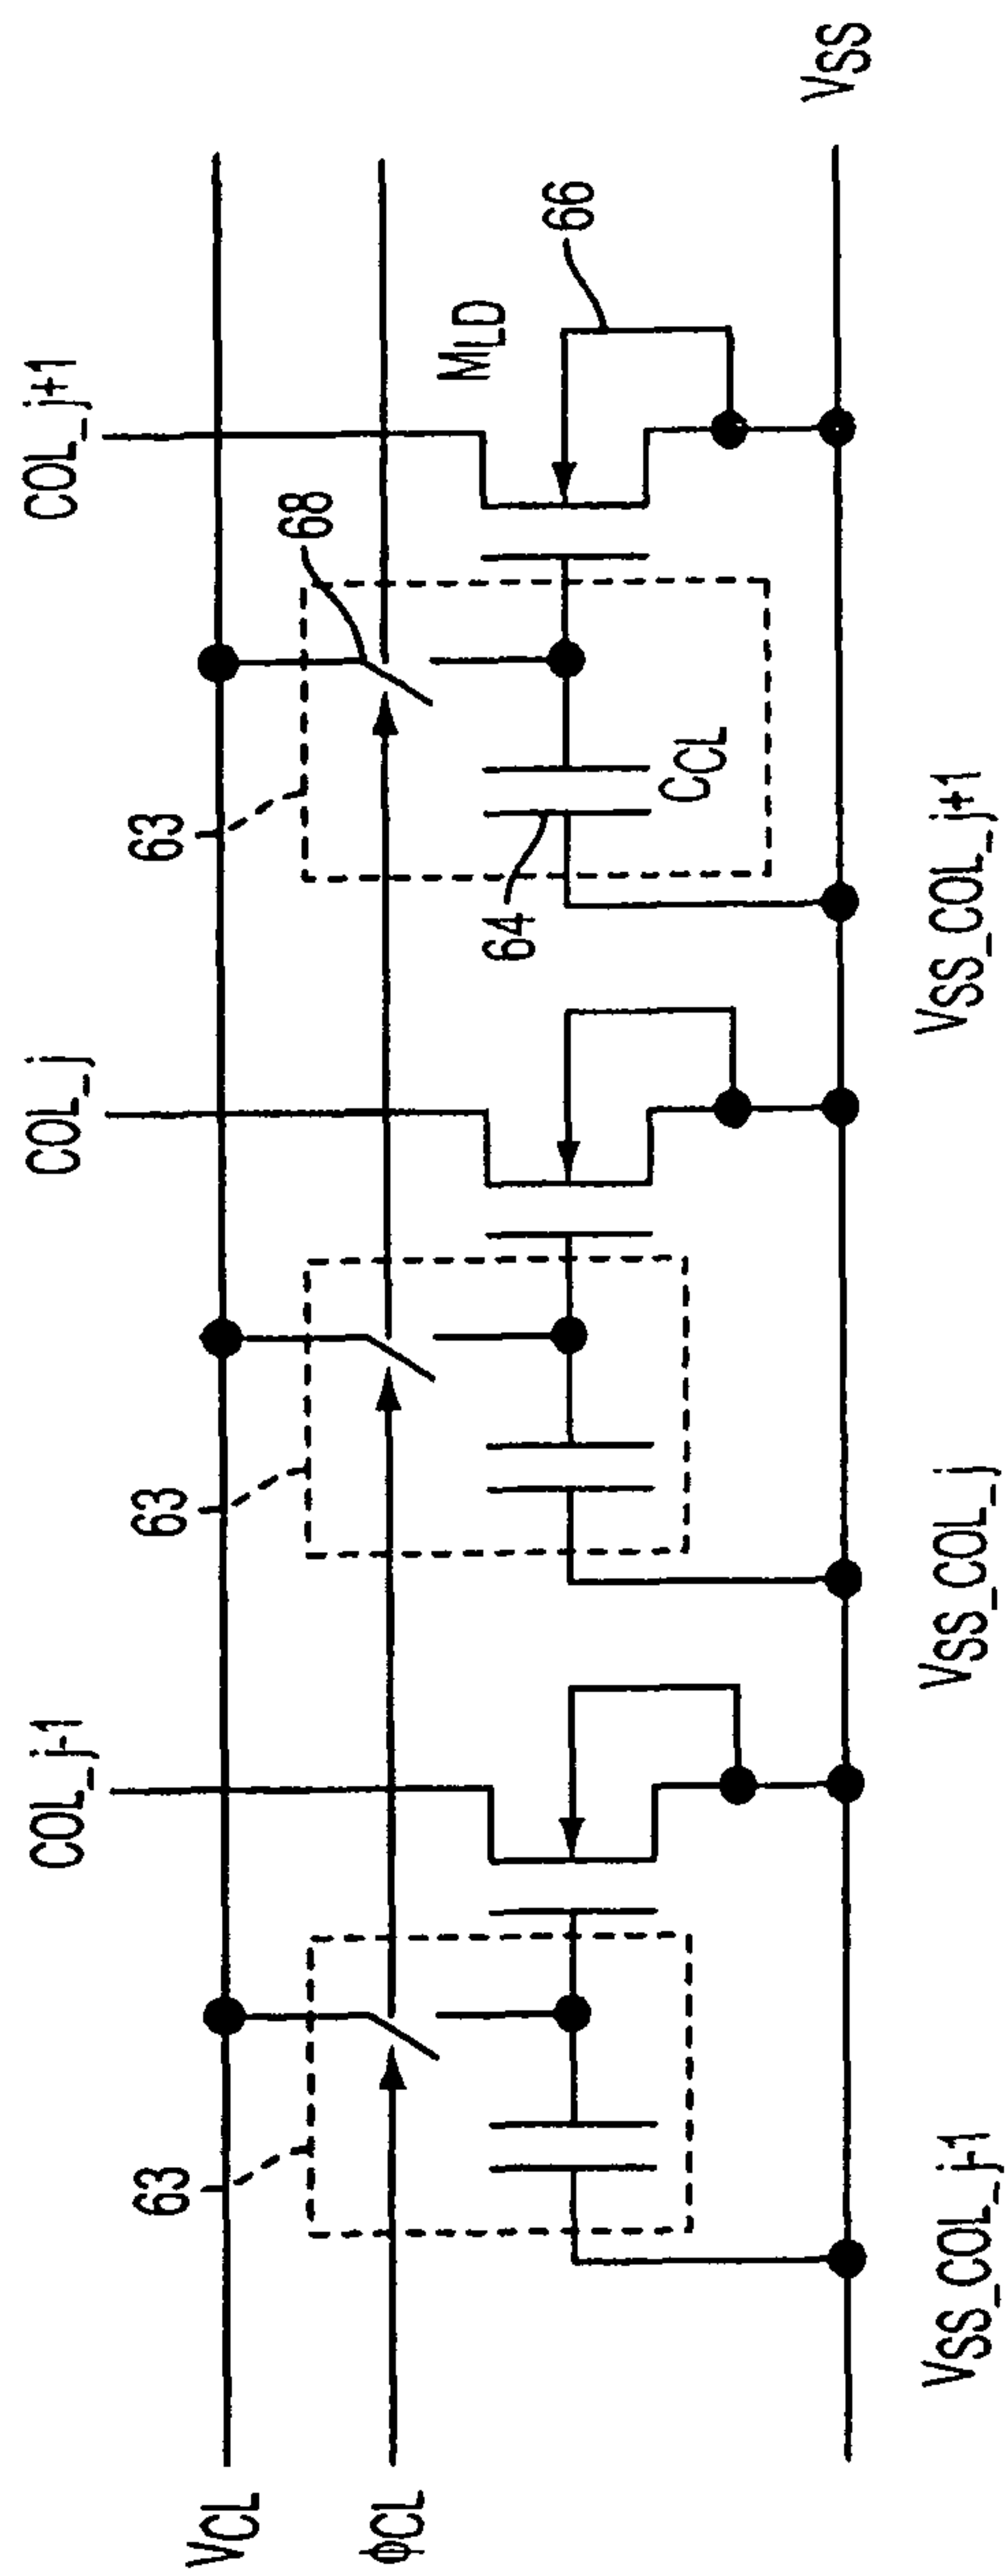 COL_j-1
COL_j
COL_j+1
VCL
63
63
63
68
MLD
66
ϕCL
64
CCL
VSS
VSS_COL_j-1
VSS_COL_j
VSS_COL_j+1